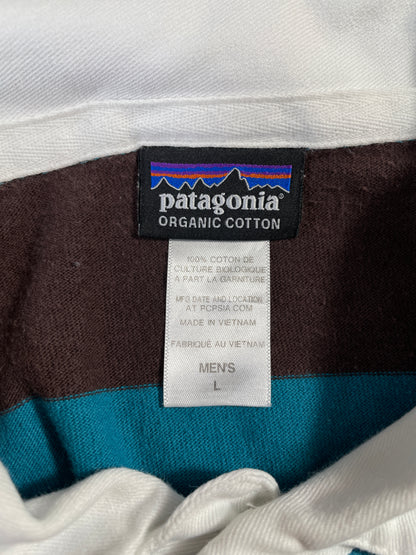 patagonia
ORGANIC COTTON
100% COTON DE
CULTURE BIOLOGIQUE
A PART LA GARNITURE
MFG DATE AND LOCATION
AT PCPSIA.COM
MADE IN VIETNAM
FABRIQUÉ AU VIETNAM
MEN'S
L